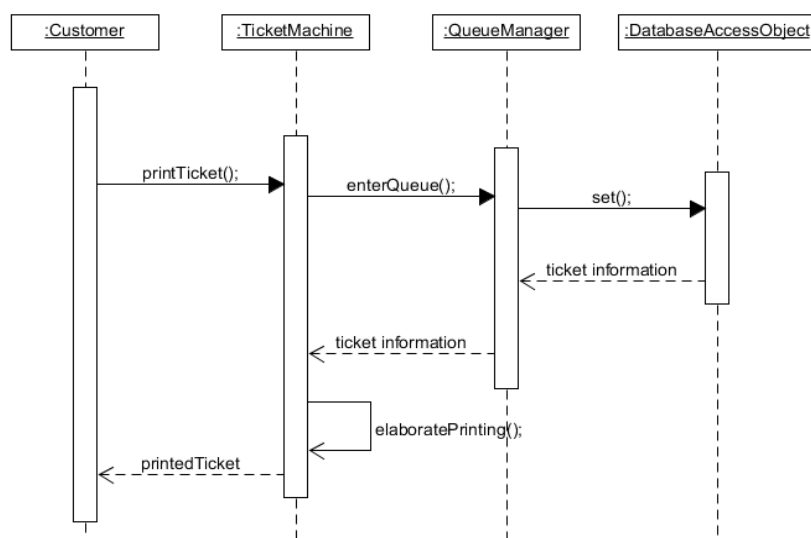 :Customer
:TicketMachine
:QueueManager
:DatabaseAccessObject
printTicket();
enterQueue();
set();
ticket information
ticket information
elaboratePrinting();
printedTicket